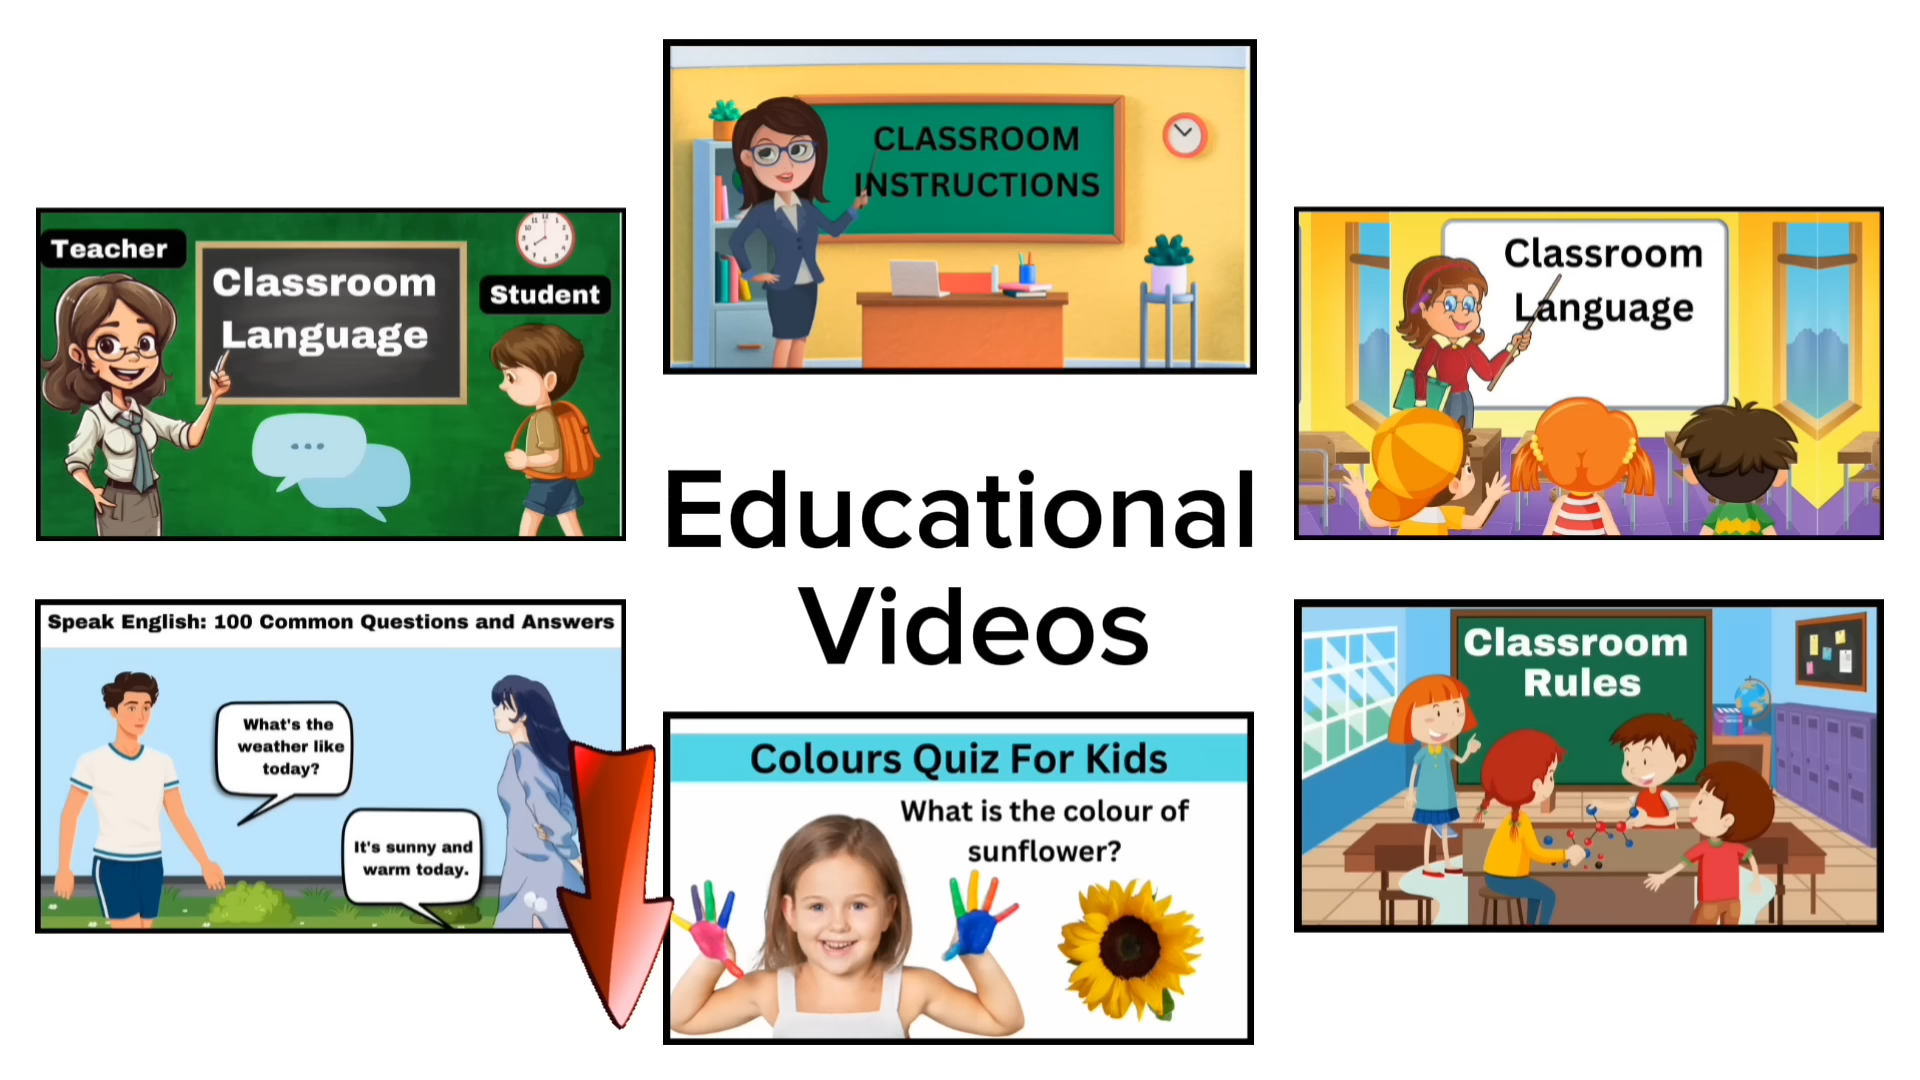 CLASSROOM
INSTRUCTIONS
Teacher
Classroom
Language
Student
Classroom
Language
Educational
Videos
Speak English: 100 Common Questions and Answers
What's the
weather like
today?
It's sunny and
warm today.
Colours Quiz For Kids
What is the colour of
sunflower?
Classroom
Rules